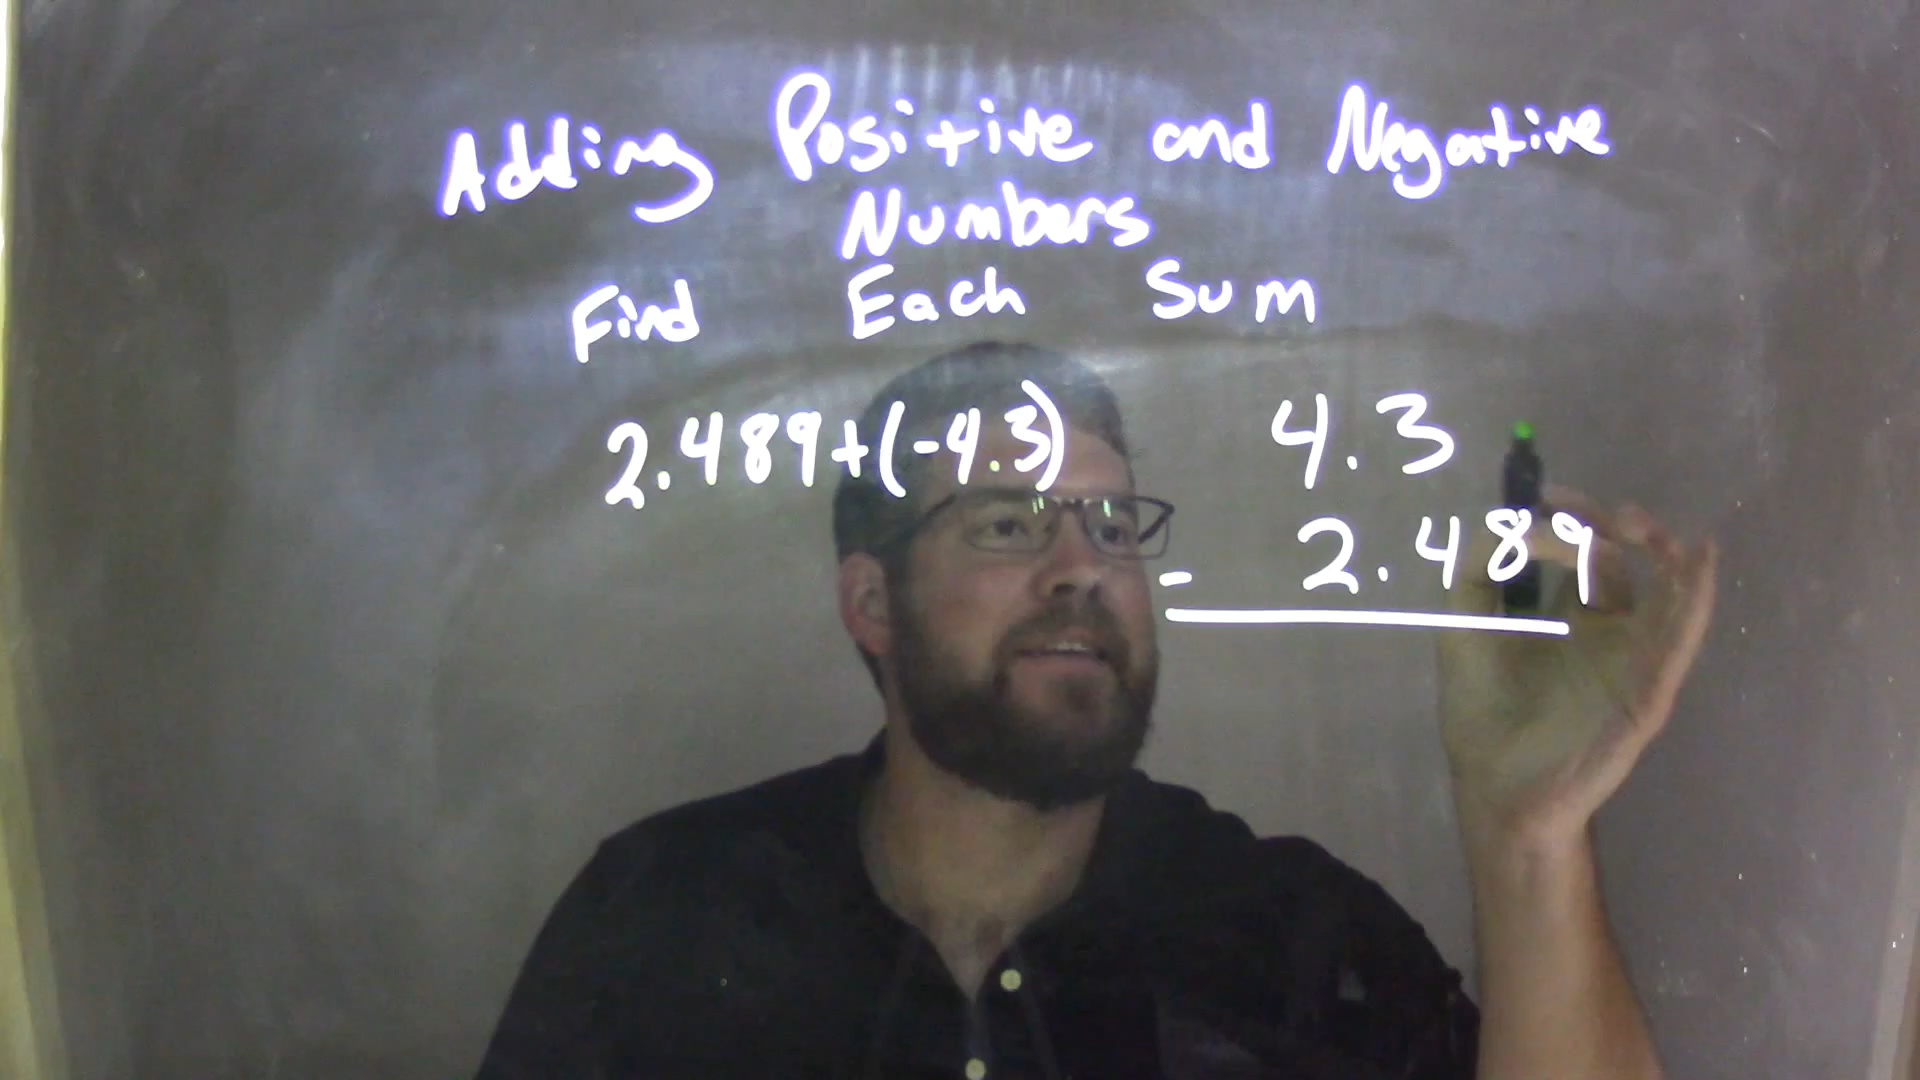 Adding Positive and Negative
Numbers
Find Each Sum
2.489+(-4.3)
4.3
- 2.489